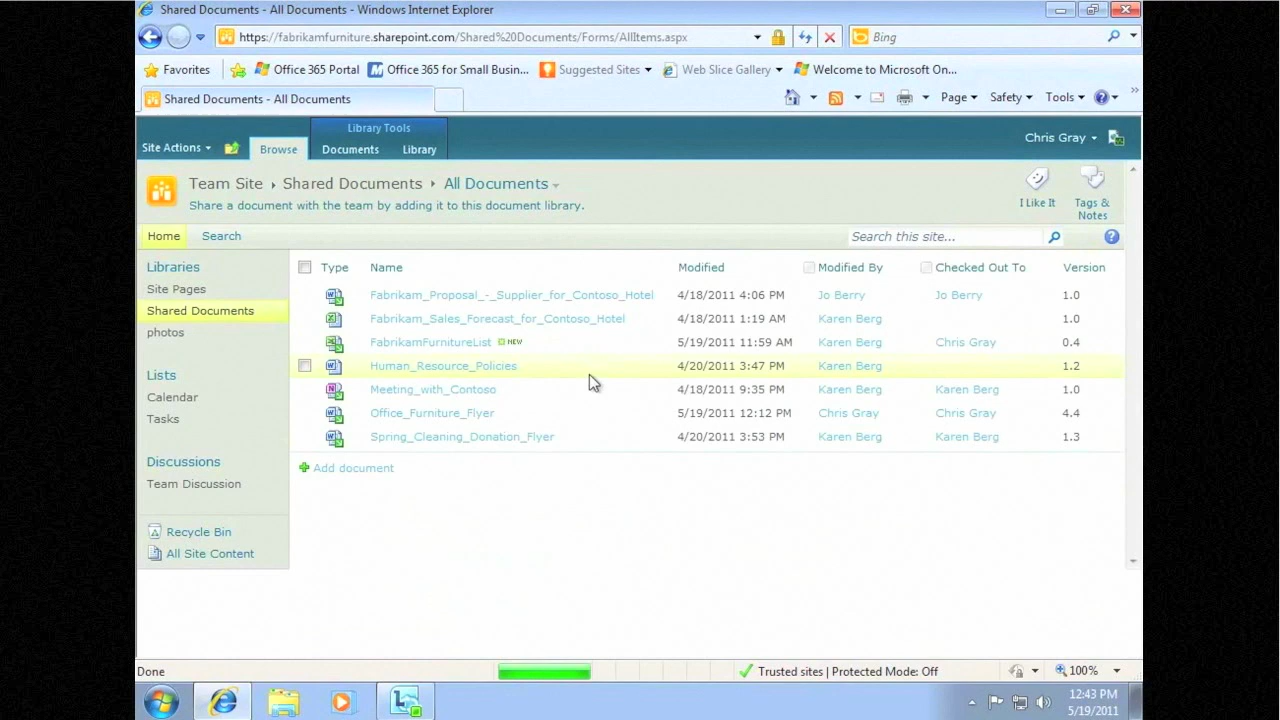 Shared Documents - All Documents - Windows Internet Explorer
https://fabrikamfurniture.sharepoint.com/Shared%20Documents/Forms/AllItems.aspx Bing
Favorites Office 365 Portal Office 365 for Small Busin... Suggested Sites Web Slice Gallery Welcome to Microsoft On...
Shared Documents - All Documents Page Safety Tools
Library Tools
Site Actions Browse Documents Library Chris Gray
Team Site Shared Documents All Documents
Share a document with the team by adding it to this document library.
I Like It Tags &
Notes
Home Search Search this site...
Libraries
Site Pages
Shared Documents
photos
Lists
Calendar
Tasks
Discussions
Team Discussion
Recycle Bin
All Site Content
Type Name Modified Modified By Checked Out To Version
Fabrikam_Proposal_-_Supplier_for_Contoso_Hotel 4/18/2011 4:06 PM Jo Berry Jo Berry 1.0
Fabrikam_Sales_Forecast_for_Contoso_Hotel 4/18/2011 1:19 AM Karen Berg 1.0
FabrikamFurnitureList NEW 5/19/2011 11:59 AM Karen Berg Chris Gray 0.4
Human_Resource_Policies 4/20/2011 3:47 PM Karen Berg 1.2
Meeting_with_Contoso 4/18/2011 9:35 PM Karen Berg Karen Berg 1.0
Office_Furniture_Flyer 5/19/2011 12:12 PM Chris Gray Chris Gray 4.4
Spring_Cleaning_Donation_Flyer 4/20/2011 3:53 PM Karen Berg Karen Berg 1.3
Add document
Done Trusted sites | Protected Mode: Off 100%
12:43 PM
5/19/2011